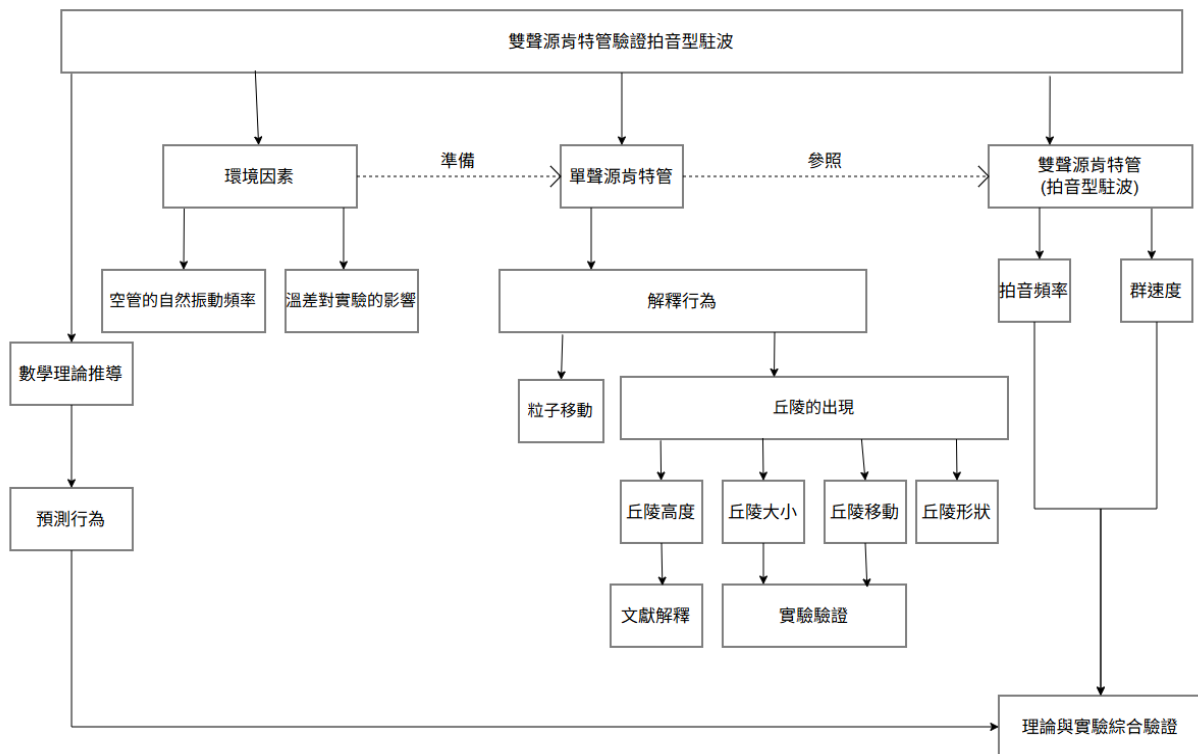 雙聲源肯特管驗證拍音型駐波
環境因素
準備
單聲源肯特管
參照
雙聲源肯特管
(拍音型駐波)
空管的自然振動頻率
溫差對實驗的影響
解釋行為
拍音頻率
群速度
數學理論推導
粒子移動
丘陵的出現
預測行為
丘陵高度
丘陵大小
丘陵移動
丘陵形狀
文獻解釋
實驗驗證
理論與實驗綜合驗證